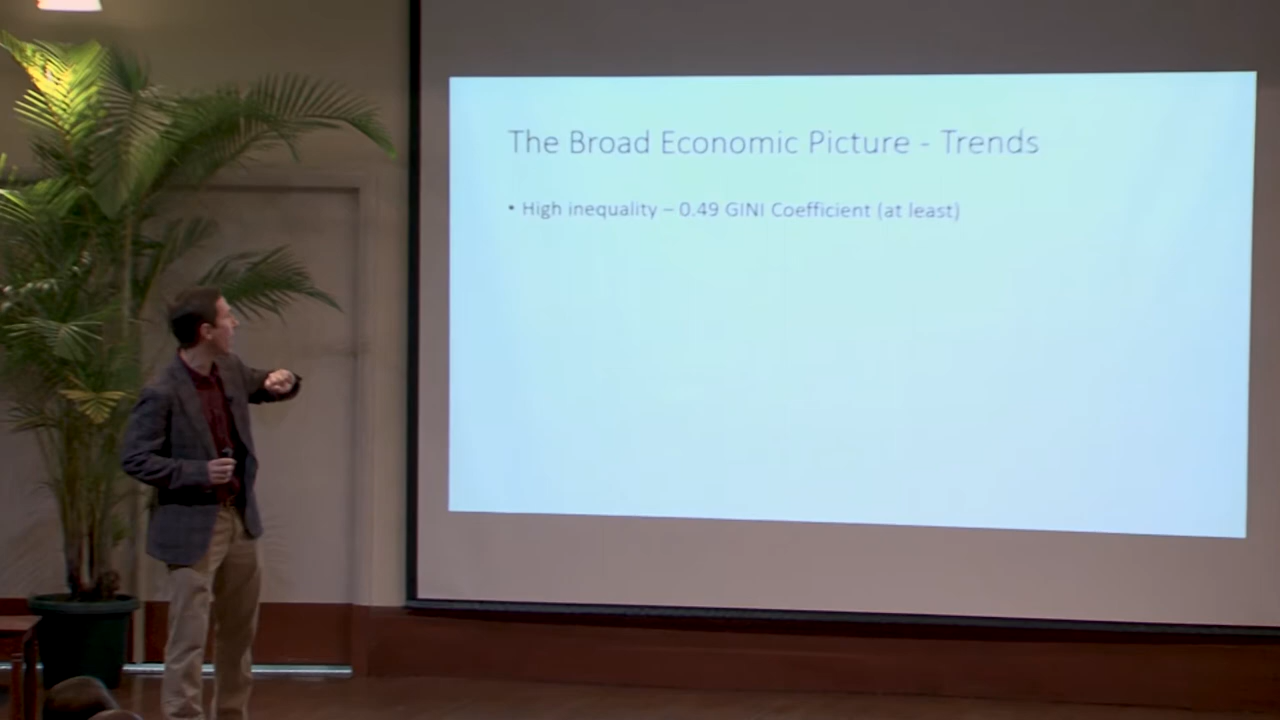 The Broad Economic Picture - Trends
• High inequality – 0.49 GINI Coefficient (at least)